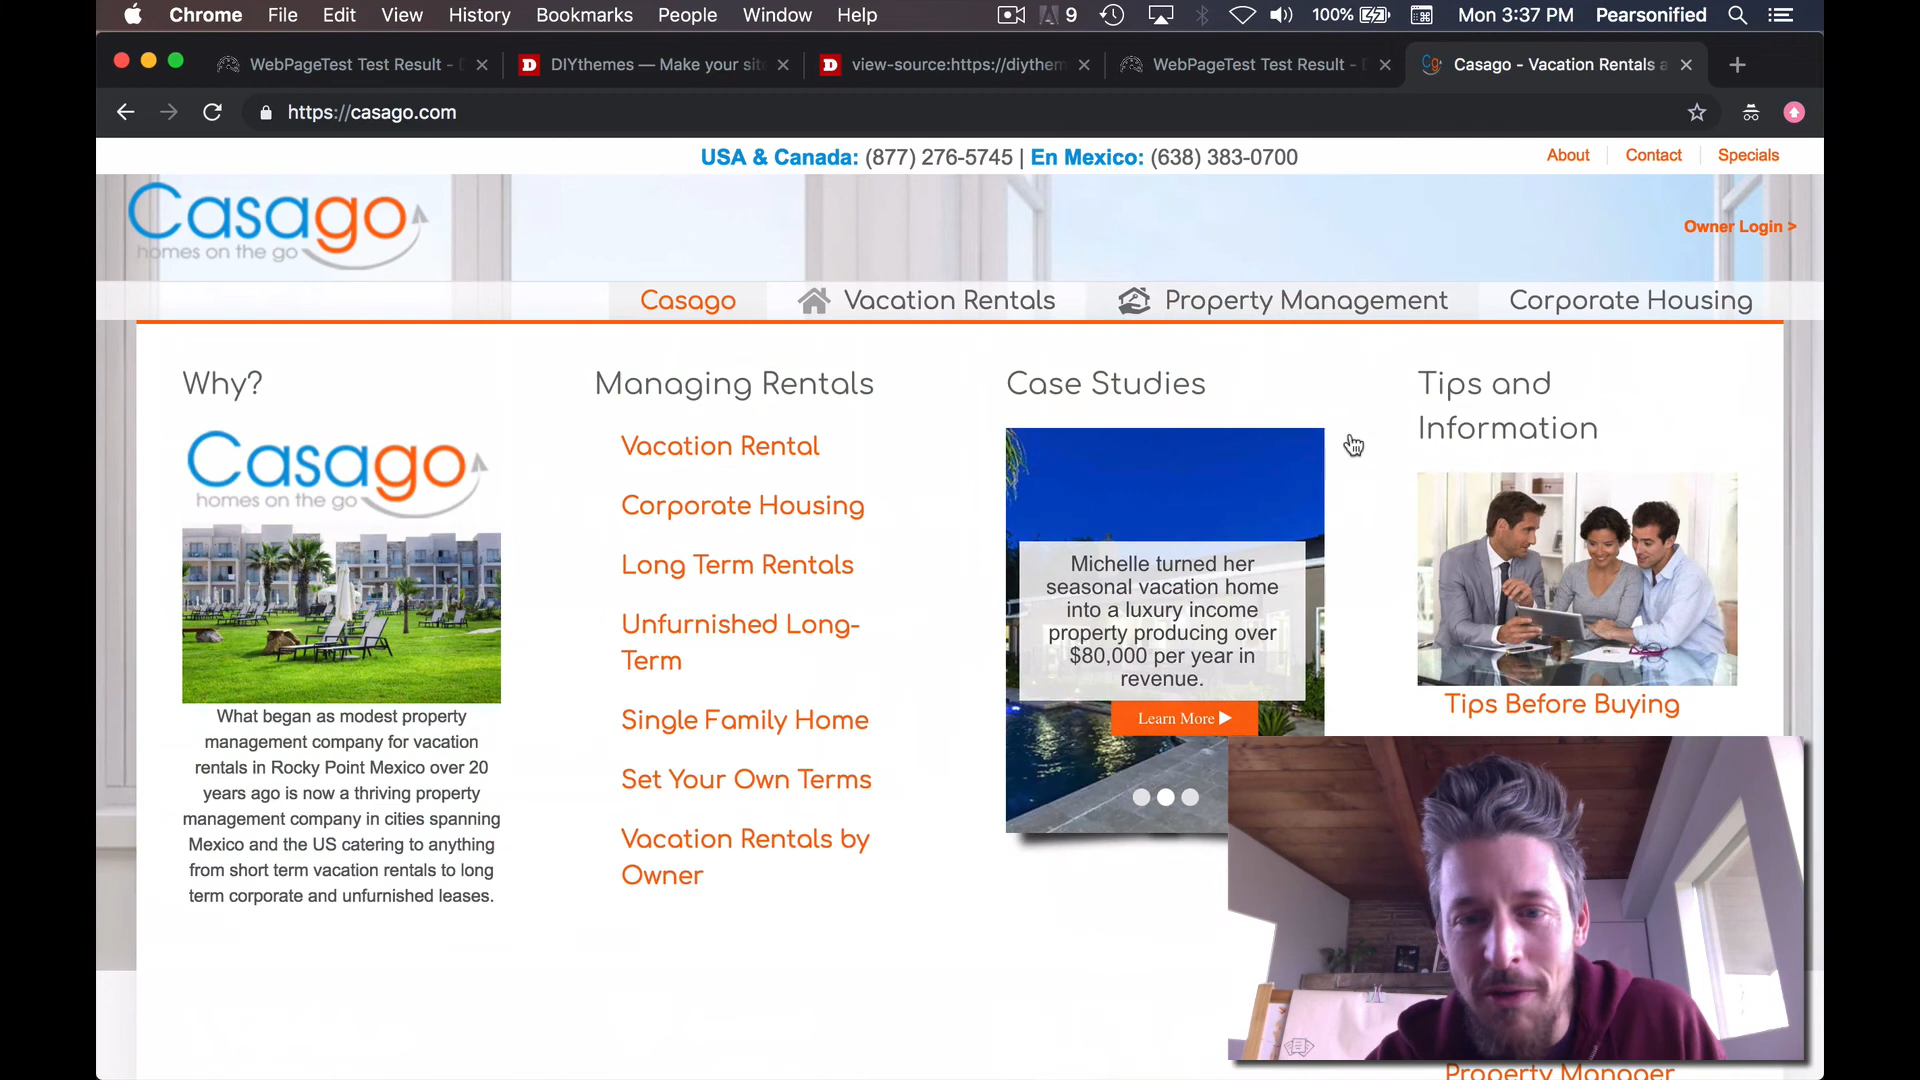 Chrome File Edit View History Bookmarks People Window Help 9 100% Mon 3:37 PM Pearsonified
WebPageTest Test Result - DIYthemes — Make your site view-source:https://diythem WebPageTest Test Result - Casago - Vacation Rentals a
https://casago.com
USA & Canada: (877) 276-5745 | En Mexico: (638) 383-0700
About Contact Specials
Casago
homes on the go
Owner Login >
Casago Vacation Rentals Property Management Corporate Housing
Why?
Casago
homes on the go
What began as modest property
management company for vacation
rentals in Rocky Point Mexico over 20
years ago is now a thriving property
management company in cities spanning
Mexico and the US catering to anything
from short term vacation rentals to long
term corporate and unfurnished leases.
Managing Rentals
Vacation Rental
Corporate Housing
Long Term Rentals
Unfurnished Long-
Term
Single Family Home
Set Your Own Terms
Vacation Rentals by
Owner
Case Studies
Michelle turned her
seasonal vacation home
into a luxury income
property producing over
$80,000 per year in
revenue.
Learn More
Tips and
Information
Tips Before Buying
Property Manager